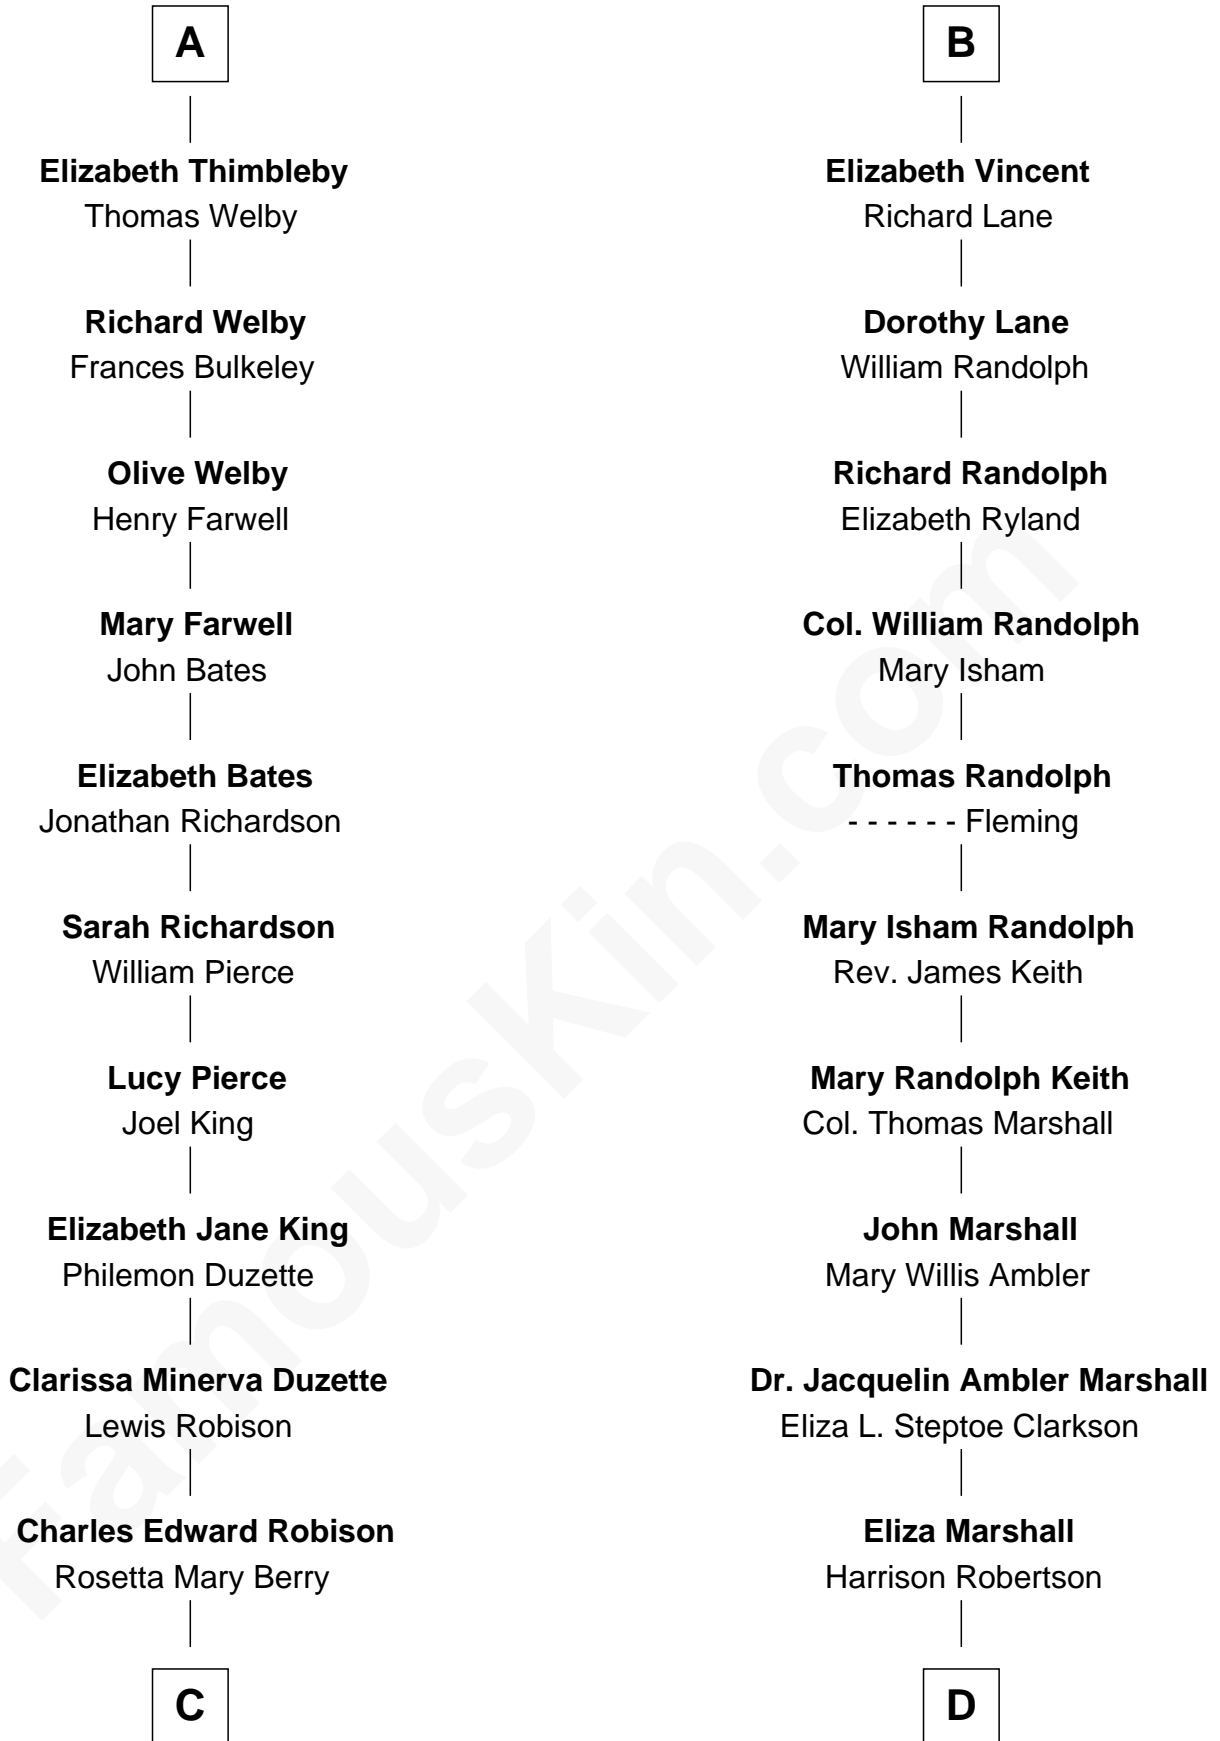 A
Elizabeth Thimbleby
Thomas Welby
Richard Welby
Frances Bulkeley
Olive Welby
Henry Farwell
Mary Farwell
John Bates
Elizabeth Bates
Jonathan Richardson
Sarah Richardson
William Pierce
Lucy Pierce
Joel King
Elizabeth Jane King
Philemon Duzette
Clarissa Minerva Duzette
Lewis Robison
Charles Edward Robison
Rosetta Mary Berry
C
B
Elizabeth Vincent
Richard Lane
Dorothy Lane
William Randolph
Richard Randolph
Elizabeth Ryland
Col. William Randolph
Mary Isham
Thomas Randolph
- - - - - - Fleming
Mary Isham Randolph
Rev. James Keith
Mary Randolph Keith
Col. Thomas Marshall
John Marshall
Mary Willis Ambler
Dr. Jacquelin Ambler Marshall
Eliza L. Steptoe Clarkson
Eliza Marshall
Harrison Robertson
D
FamousKin.com